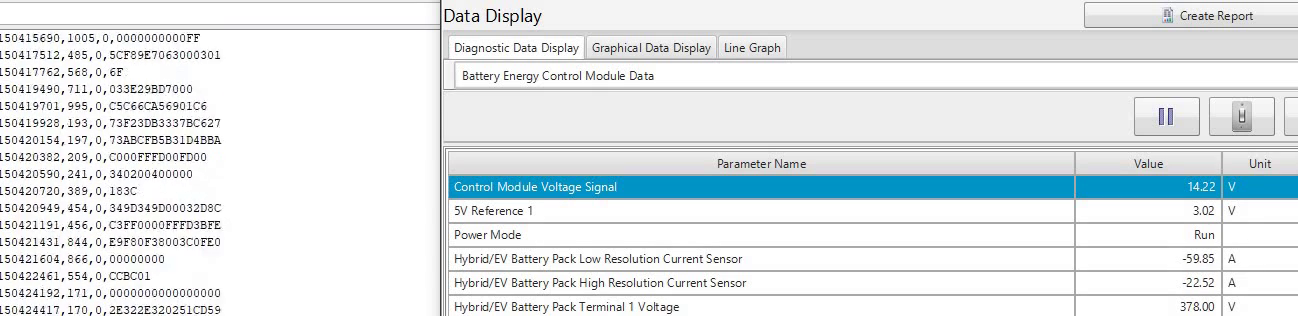 150415690,1005,0,0000000000FF
150417512,485,0,5CF89E7063000301
150417762,568,0,6F
150419490,711,0,033E29BD7000
150419701,995,0,C5C66CA56901C6
150419928,193,0,73F23DB3337BC627
150420154,197,0,73ABCFB5B31D4BBA
150420382,209,0,C000FFFD00FD00
150420590,241,0,340200400000
150420720,389,0,183C
150420949,454,0,349D349D00032D8C
150421191,456,0,C3FF0000FFFD3BFE
150421431,844,0,E9F80F38003C0FE0
150421604,866,0,00000000
150422461,554,0,CCBC01
150424192,171,0,0000000000000000
150424417,170,0,2E322E320251CD59
Data Display
Create Report
Diagnostic Data Display Graphical Data Display Line Graph
Battery Energy Control Module Data
Parameter Name Value Unit
Control Module Voltage Signal 14.22 V
5V Reference 1 3.02 V
Power Mode Run
Hybrid/EV Battery Pack Low Resolution Current Sensor -59.85 A
Hybrid/EV Battery Pack High Resolution Current Sensor -22.52 A
Hybrid/EV Battery Pack Terminal 1 Voltage 378.00 V